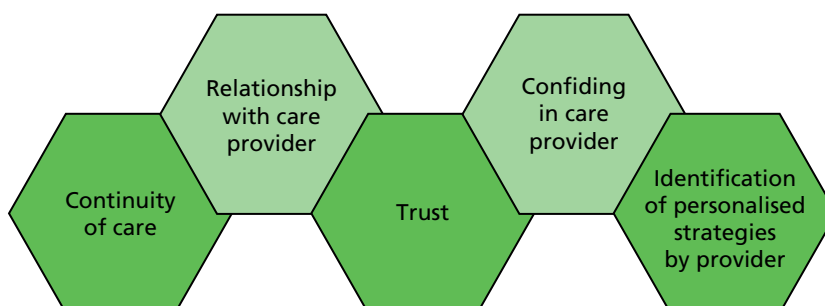 Continuity
of care
Relationship
with care
provider
Trust
Confiding
in care
provider
Identification
of personalised
strategies
by provider